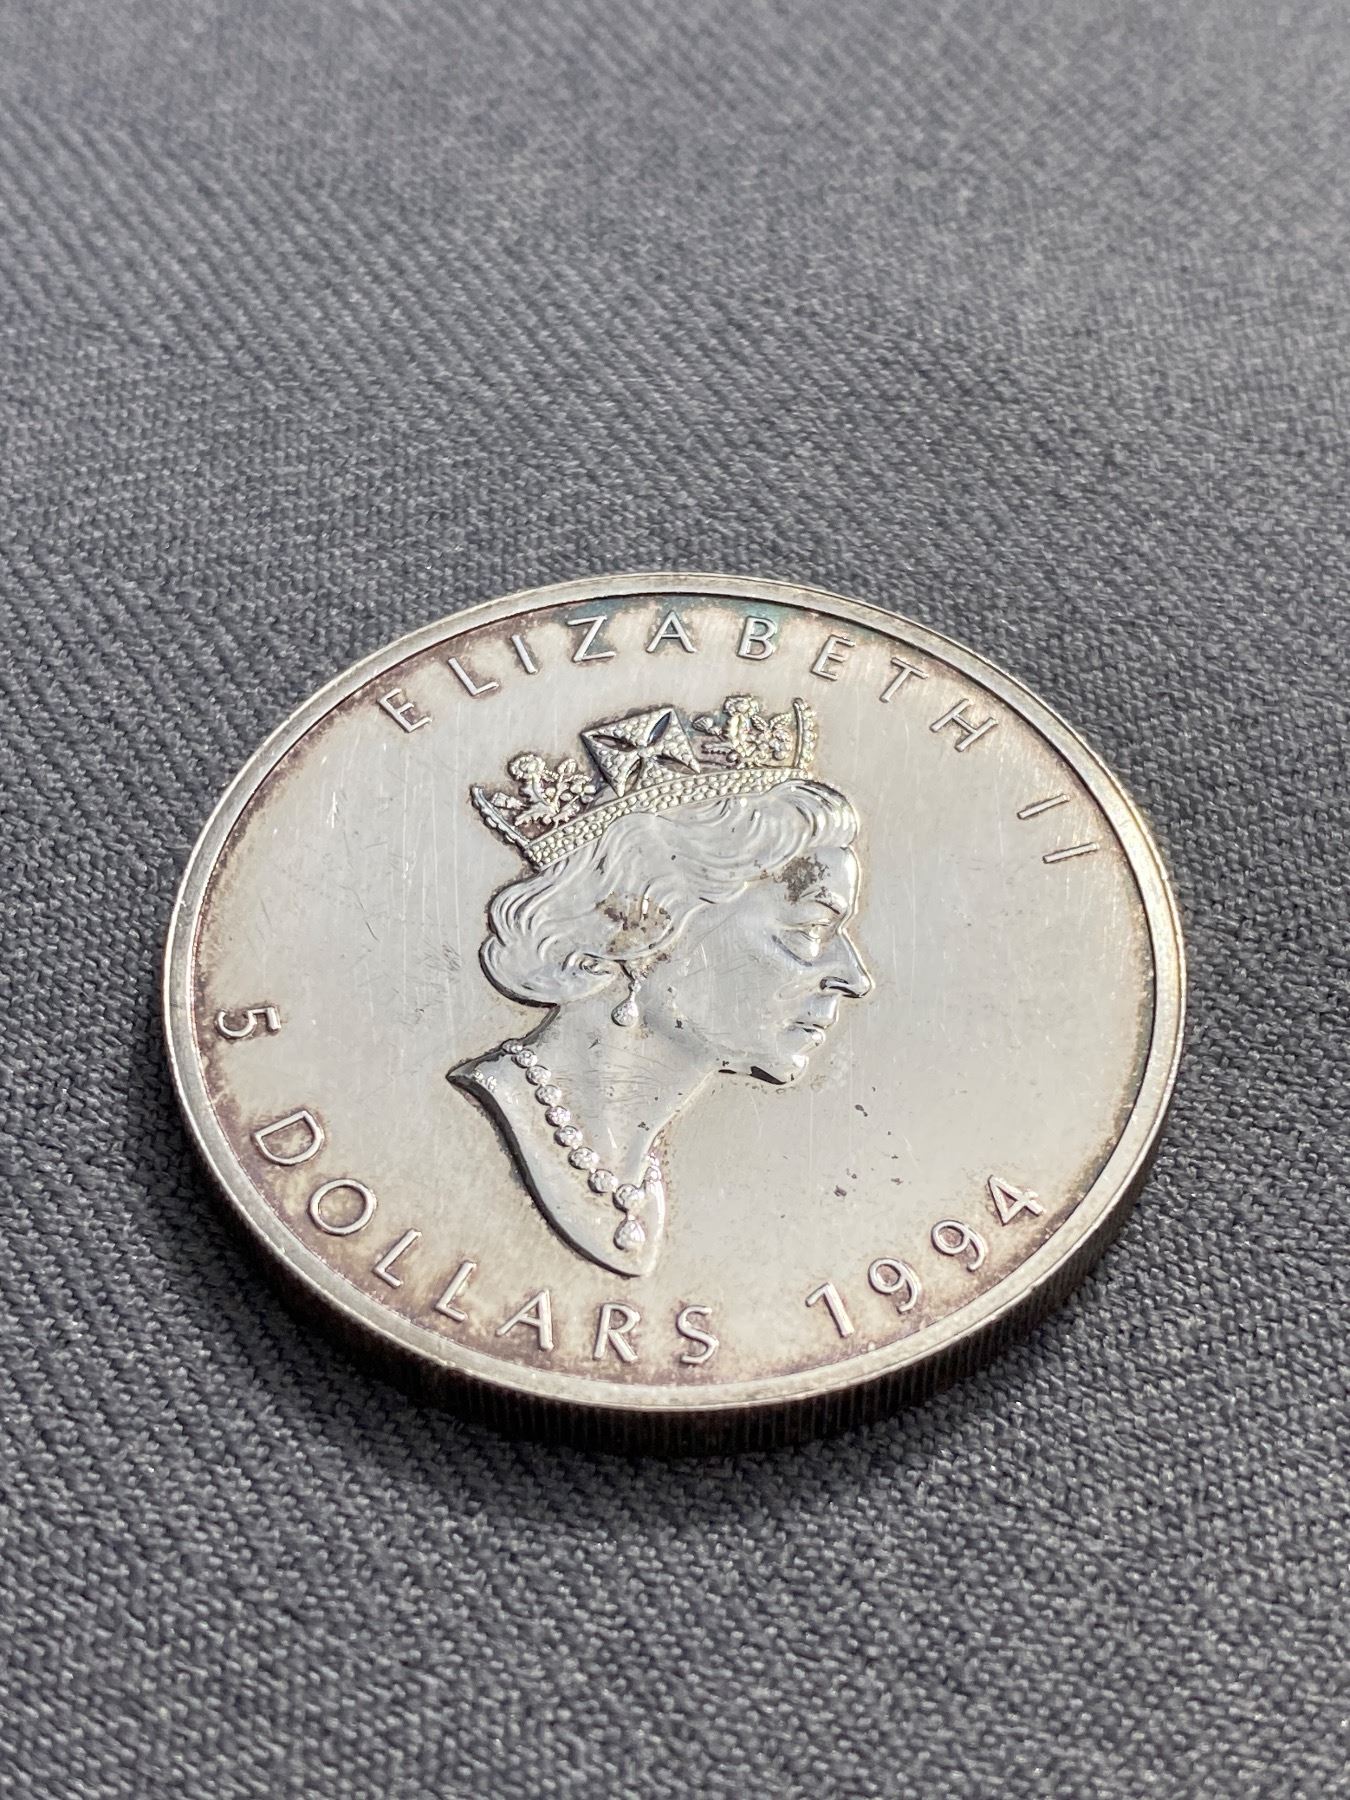 ELIZABETH II
5 DOLLARS 1994